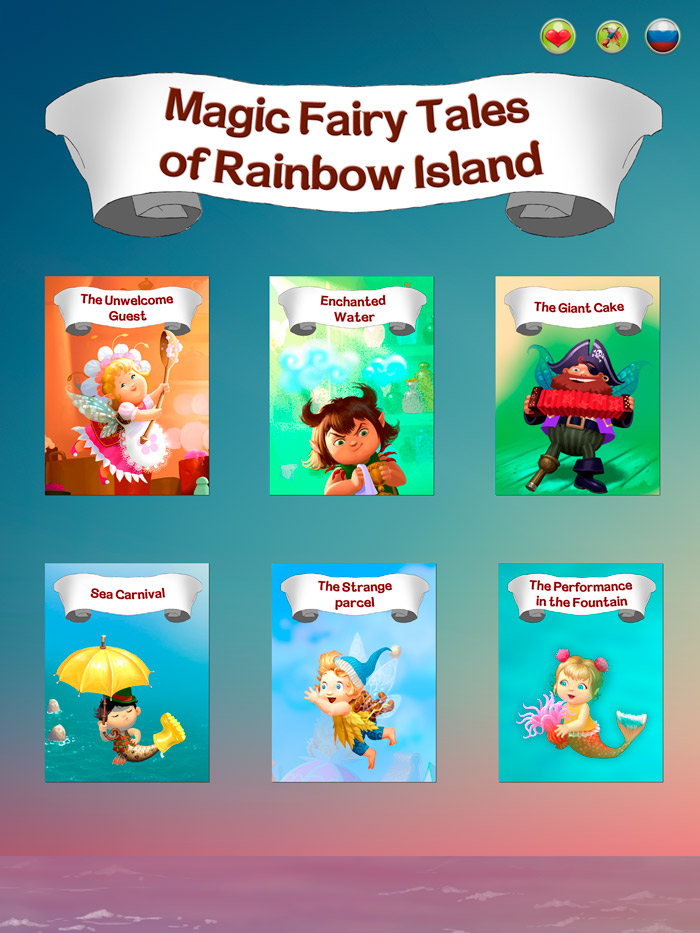 Magic Fairy Tales
of Rainbow Island
The Unwelcome
Guest
Enchanted
Water
The Giant Cake
Sea Carnival
The Strange
parcel
The Performance
in the Fountain